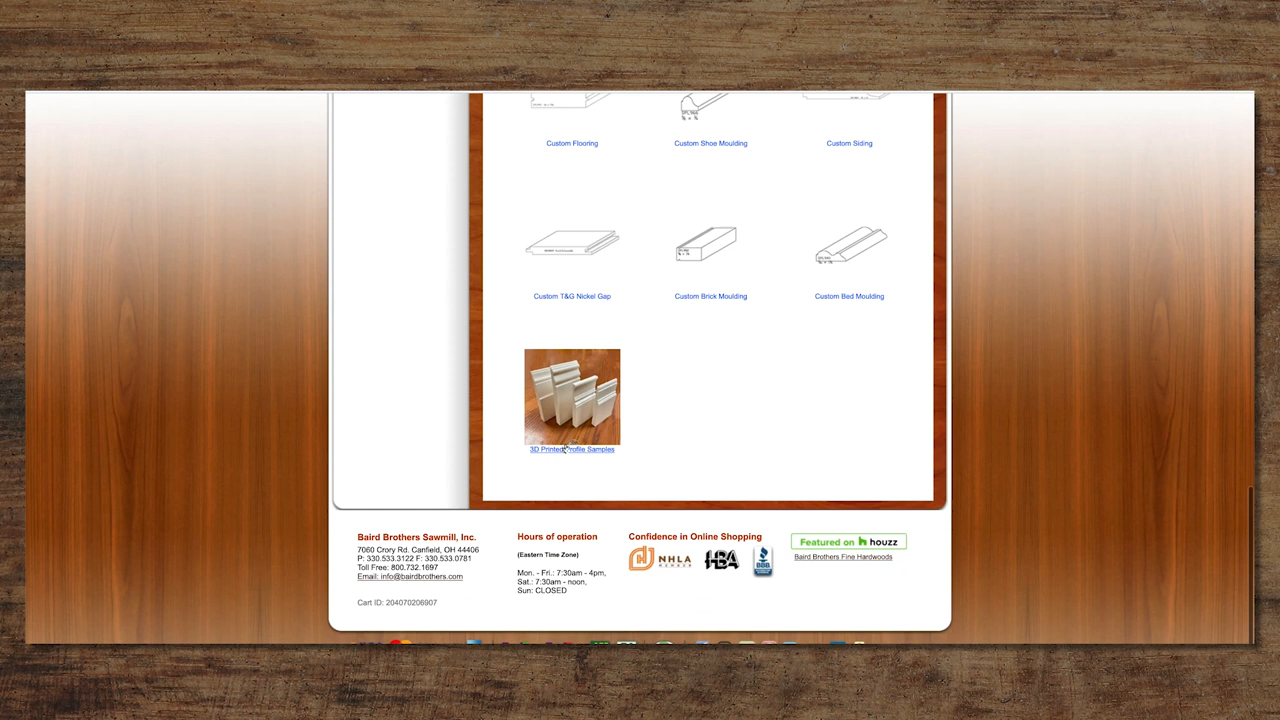 Custom Flooring
Custom Shoe Moulding
Custom Siding
Custom T&G Nickel Gap
Custom Brick Moulding
Custom Bed Moulding
3D Printed Profile Samples
Baird Brothers Sawmill, Inc.
7060 Crory Rd. Canfield, OH 44406
P: 330.533.3122 F: 330.533.0781
Toll Free: 800.732.1697
Email: info@bairdbrothers.com
Cart ID: 204070206907
Hours of operation
(Eastern Time Zone)
Mon. - Fri.: 7:30am - 4pm,
Sat.: 7:30am - noon,
Sun: CLOSED
Confidence in Online Shopping
NHLA
MEMBER
HBA
BBB
Featured on houzz
Baird Brothers Fine Hardwoods